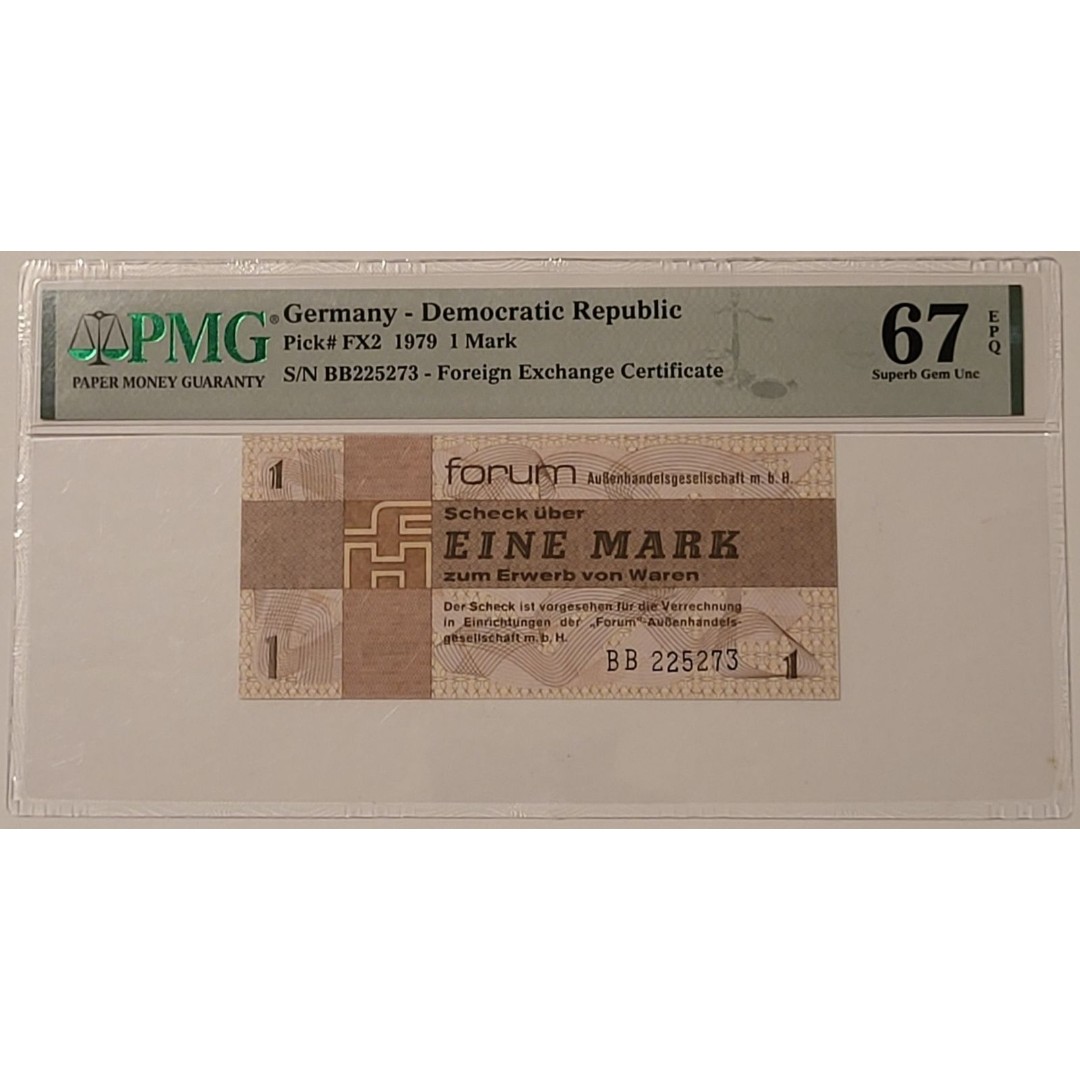 PMG®
PAPER MONEY GUARANTY
Germany - Democratic Republic
Pick# FX2 1979 1 Mark
S/N BB225273 - Foreign Exchange Certificate
67
EPQ
Superb Gem Unc
1
forum Außenhandelsgesellschaft m. b. H.
Scheck über
EINE MARK
zum Erwerb von Waren
Der Scheck ist vorgesehen für die Verrechnung
in Einrichtungen der „Forum"-Außenhandels-
gesellschaft m. b. H.
1
BB 225273
1